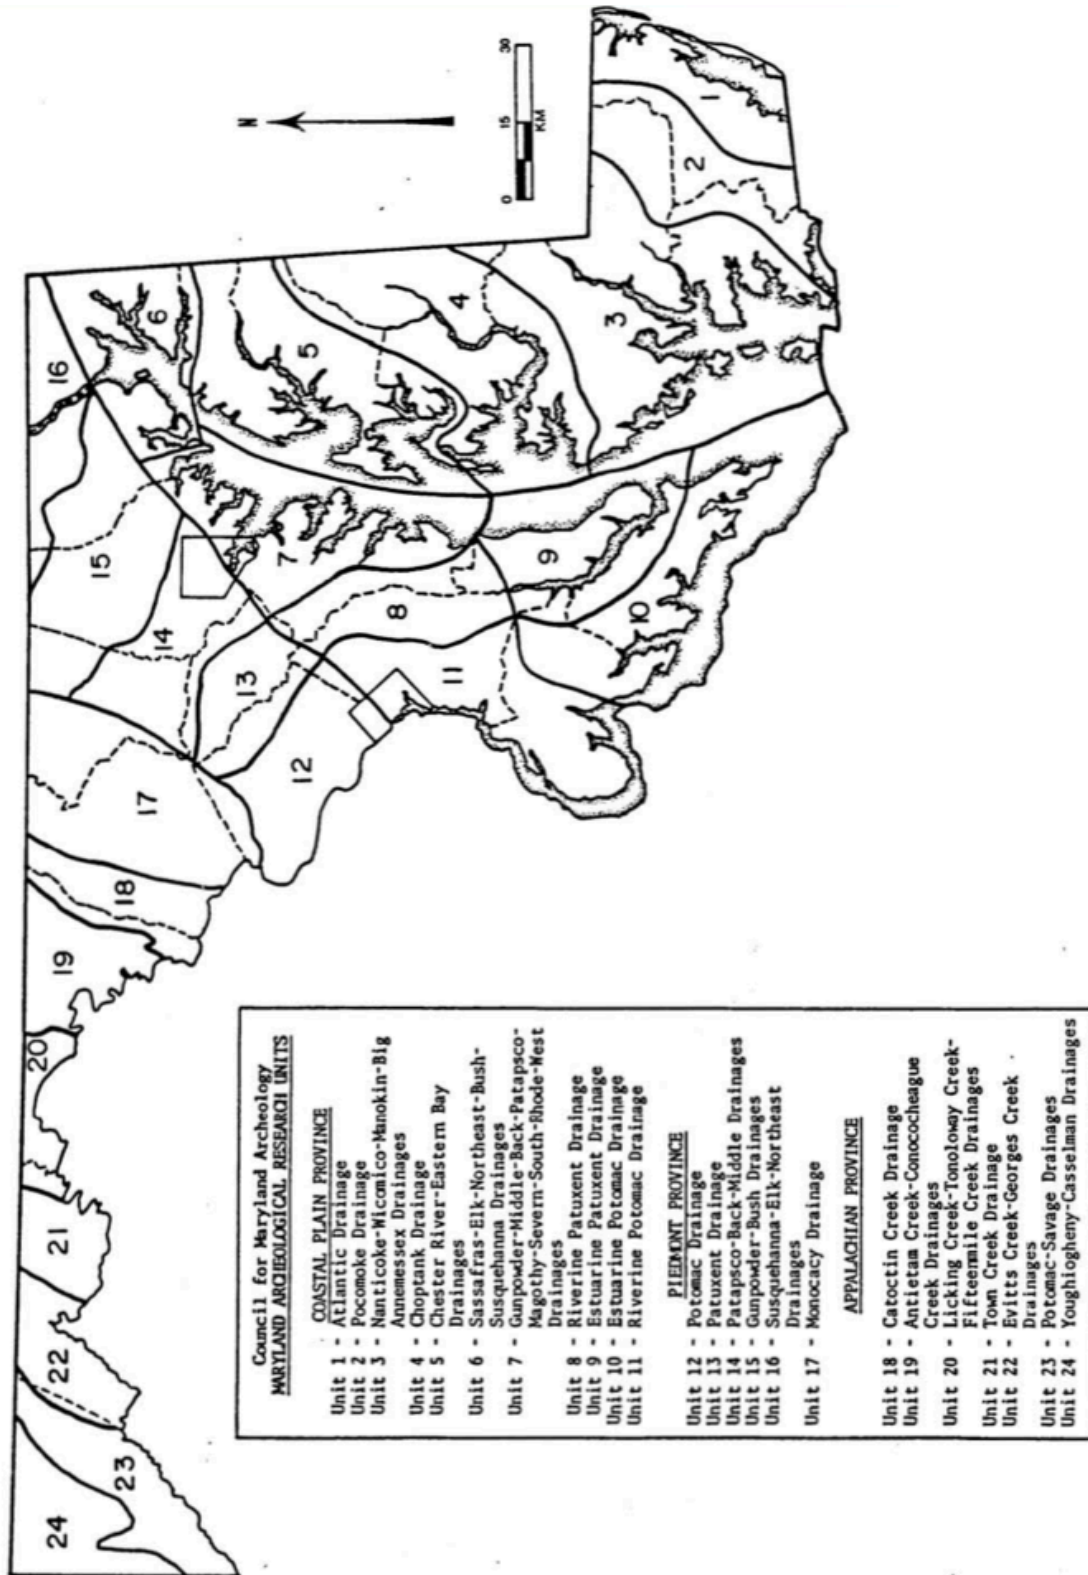 N
0 15 30
KM
1
2
3
4
5
6
7
8
9
10
11
12
13
14
15
16
17
18
19
20
21
22
23
24
Council for Maryland Archeology
MARYLAND ARCHEOLOGICAL RESEARCH UNITS
COASTAL PLAIN PROVINCE
Unit 1 - Atlantic Drainage
Unit 2 - Pocomoke Drainage
Unit 3 - Nanticoke-Wicomico-Manokin-Big
Annemessex Drainages
Unit 4 - Choptank Drainage
Unit 5 - Chester River-Eastern Bay
Drainages
Unit 6 - Sassafras-Elk-Northeast-Bush-
Susquehanna Drainages
Unit 7 - Gunpowder-Middle-Back-Patapsco-
Magothy-Severn-South-Rhode-West
Drainages
Unit 8 - Riverine Patuxent Drainage
Unit 9 - Estuarine Patuxent Drainage
Unit 10 - Estuarine Potomac Drainage
Unit 11 - Riverine Potomac Drainage
PIEDMONT PROVINCE
Unit 12 - Potomac Drainage
Unit 13 - Patuxent Drainage
Unit 14 - Patapsco-Back-Middle Drainages
Unit 15 - Gunpowder-Bush Drainages
Unit 16 - Susquehanna-Elk-Northeast
Drainages
Unit 17 - Monocacy Drainage
APPALACHIAN PROVINCE
Unit 18 - Catoctin Creek Drainage
Unit 19 - Antietam Creek-Conococheague
Creek Drainages
Unit 20 - Licking Creek-Tonoloway Creek-
Fifteenmile Creek Drainages
Unit 21 - Town Creek Drainage
Unit 22 - Evitts Creek-Georges Creek
Drainages
Unit 23 - Potomac-Savage Drainages
Unit 24 - Youghiogheny-Casselman Drainages